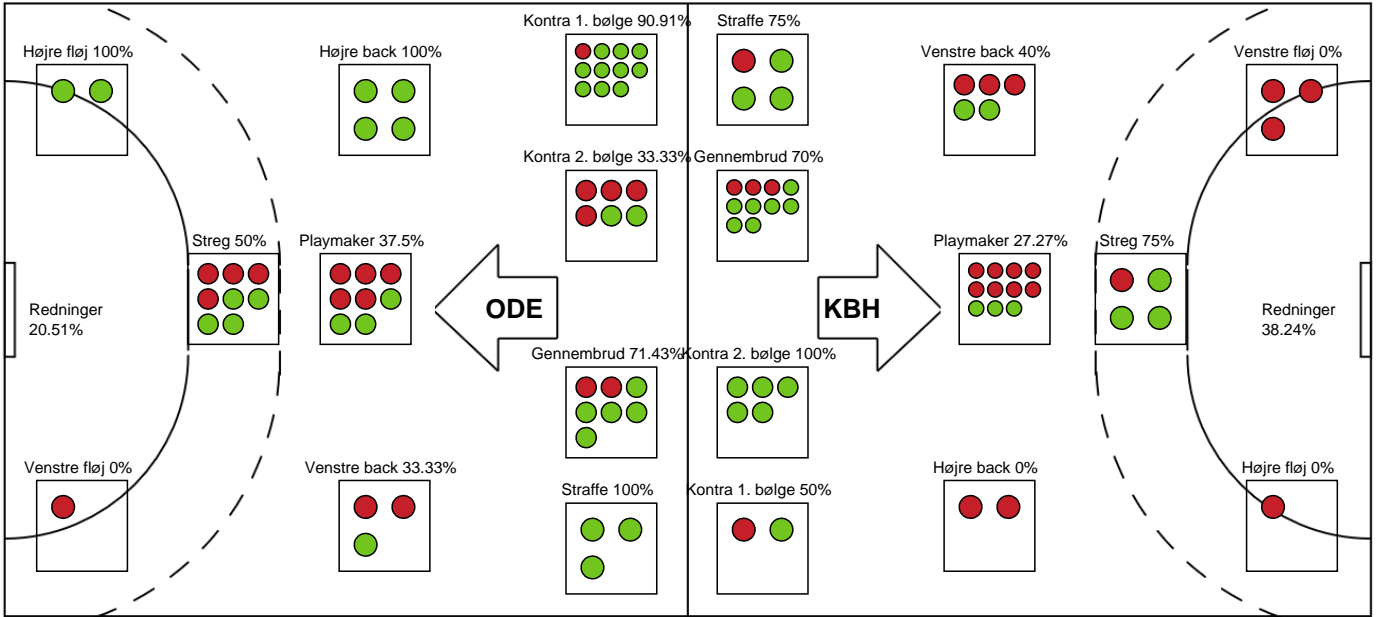 Kontra 1. bølge 90.91%
Straffe 75%
Højre fløj 100%
Højre back 100%
Venstre back 40%
Venstre fløj 0%
Kontra 2. bølge 33.33%
Gennembrud 70%
Streg 50%
Playmaker 37.5%
Playmaker 27.27%
Streg 75%
Redninger
20.51%
ODE
KBH
Redninger
38.24%
Gennembrud 71.43%
Kontra 2. bølge 100%
Venstre fløj 0%
Venstre back 33.33%
Højre back 0%
Højre fløj 0%
Straffe 100%
Kontra 1. bølge 50%